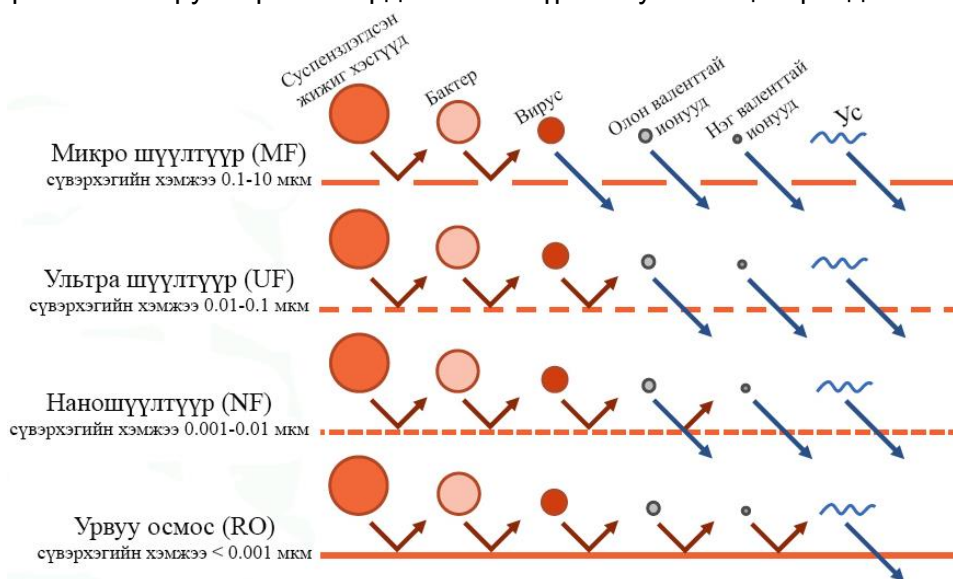 Суспензлэгдсэн
жижиг хэсгүүд
Бактер
Вирус
Олон валенттай
ионууд
Нэг валенттай
ионууд
Ус
Микро шүүлтүүр (MF)
сүвэрхэгийн хэмжээ 0.1-10 мкм
Ультра шүүлтүүр (UF)
сүвэрхэгийн хэмжээ 0.01-0.1 мкм
Наношүүлтүүр (NF)
сүвэрхэгийн хэмжээ 0.001-0.01 мкм
Урвуу осмос (RO)
сүвэрхэгийн хэмжээ < 0.001 мкм